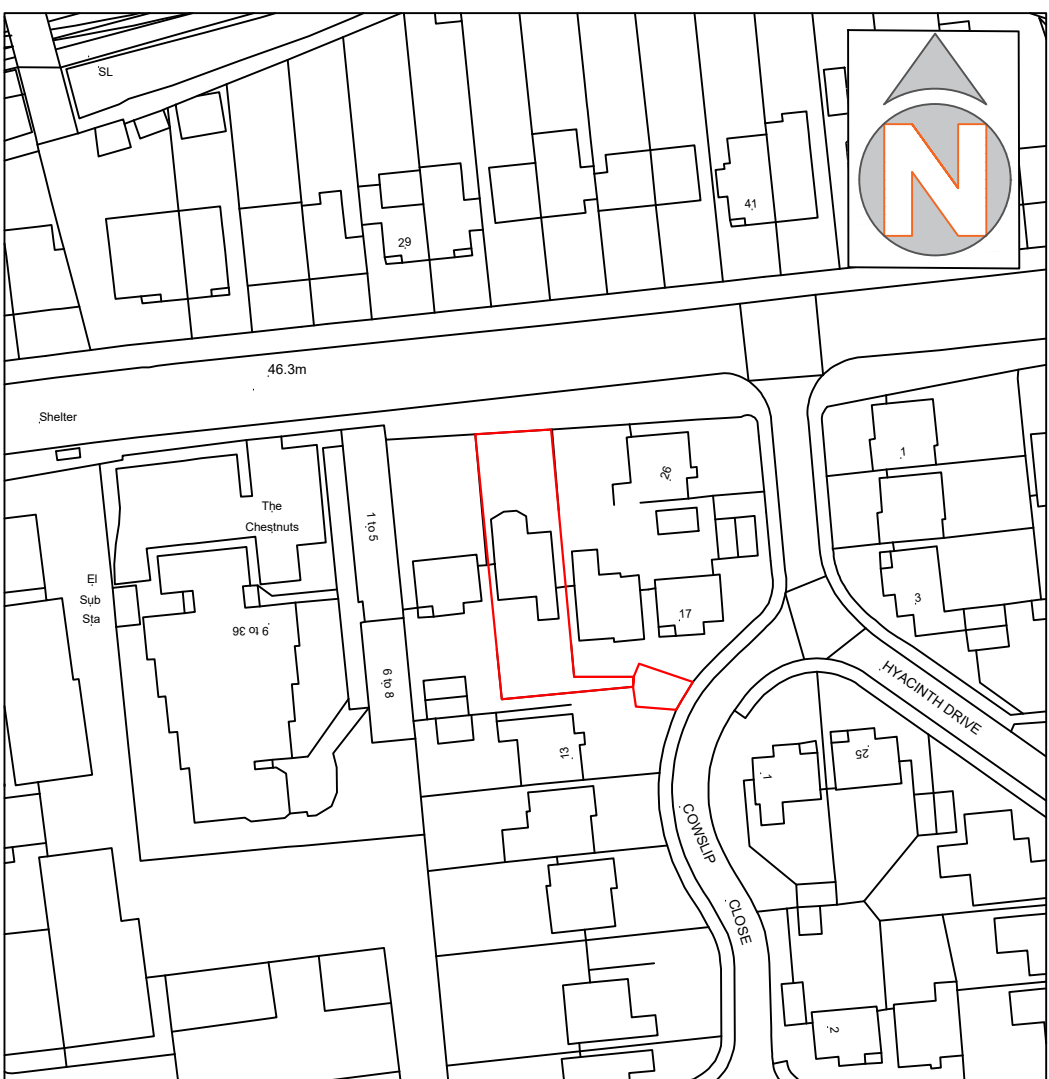 SL
N
41
29
46.3m
Shelter
1
26
The
Chestnuts
1 to 5
El
Sub
Sta
3
17
9 to 36
6 to 8
HYACINTH DRIVE
13
25
1
COWSLIP
CLOSE
2